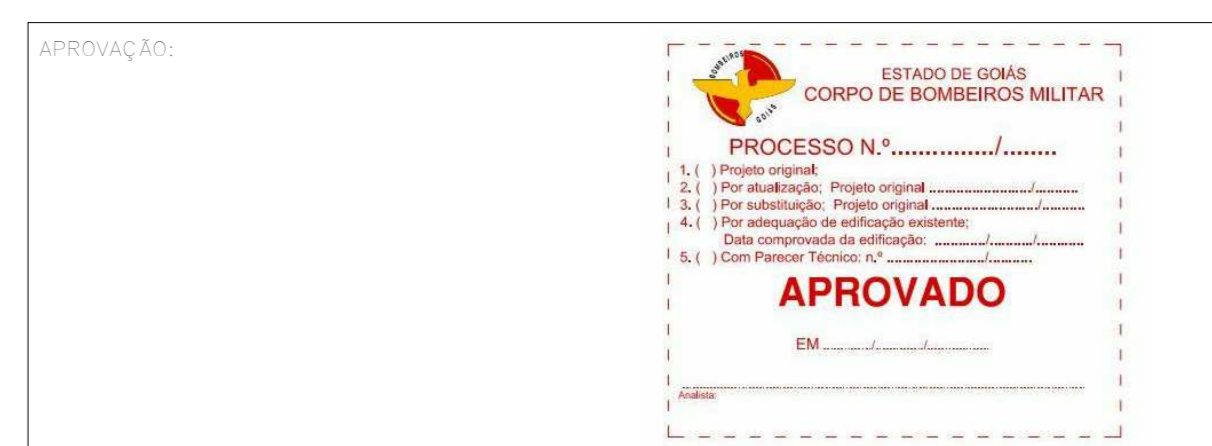 APROVAÇÃO:
BOMBEIROS
GOIÁS
ESTADO DE GOIÁS
CORPO DE BOMBEIROS MILITAR
PROCESSO N.º.............../........
1. ( ) Projeto original;
2. ( ) Por atualização; Projeto original ........................../...........
3. ( ) Por substituição; Projeto original ........................../...........
4. ( ) Por adequação de edificação existente;
Data comprovada da edificação: ............/.........../............
5. ( ) Com Parecer Técnico: n.º ........................./...........
APROVADO
EM ............/............/...............
Analista: